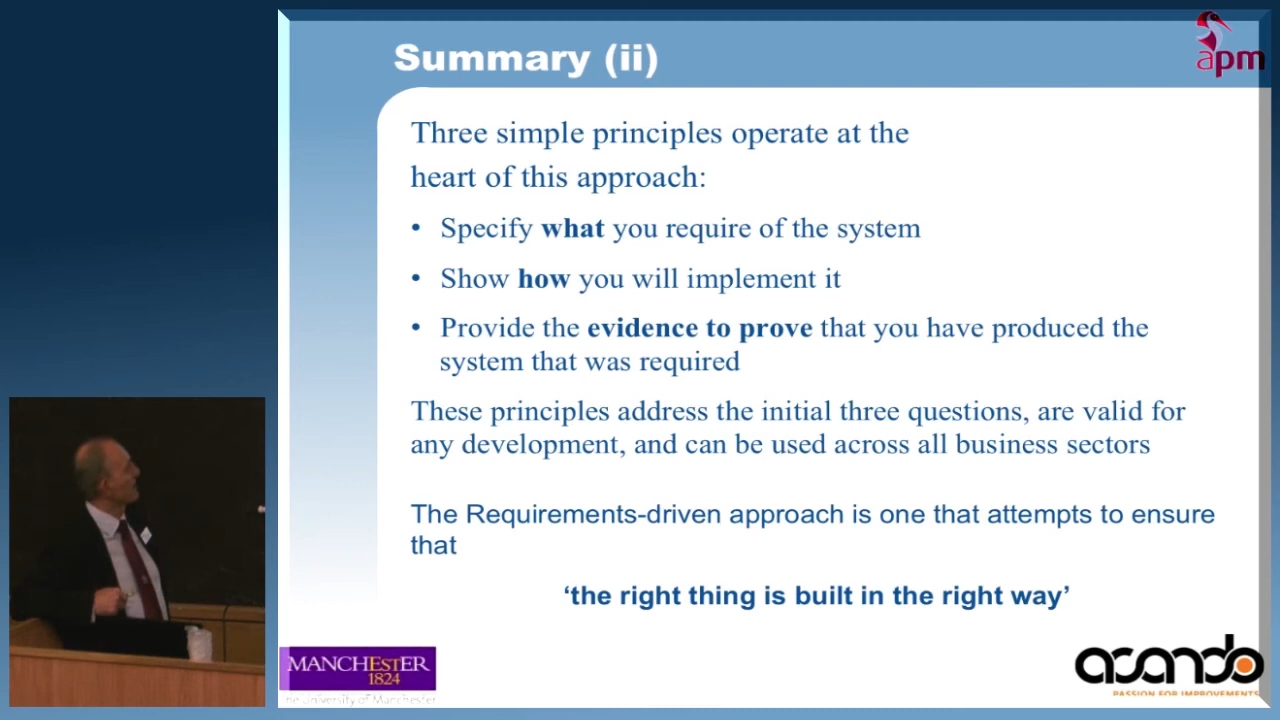 Summary (ii)
apm
Three simple principles operate at the
heart of this approach:
• Specify what you require of the system
• Show how you will implement it
• Provide the evidence to prove that you have produced the
system that was required
These principles address the initial three questions, are valid for
any development, and can be used across all business sectors
The Requirements-driven approach is one that attempts to ensure
that
‘the right thing is built in the right way’
MANCHESTER
1824
The University of Manchester
acando
PASSION FOR IMPROVEMENTS